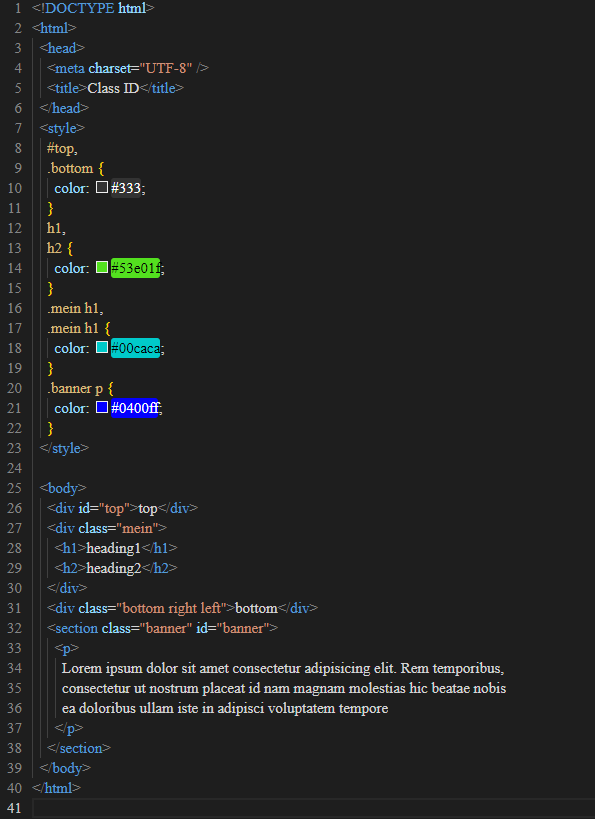 1 <!DOCTYPE html>
2 <html>
3 <head>
4 <meta charset="UTF-8" />
5 <title>Class ID</title>
6 </head>
7 <style>
8 #top,
9 .bottom {
10 color: #333;
11 }
12 h1,
13 h2 {
14 color: #53e01f;
15 }
16 .mein h1,
17 .mein h1 {
18 color: #00caca;
19 }
20 .banner p {
21 color: #0400ff;
22 }
23 </style>
24
25 <body>
26 <div id="top">top</div>
27 <div class="mein">
28 <h1>heading1</h1>
29 <h2>heading2</h2>
30 </div>
31 <div class="bottom right left">bottom</div>
32 <section class="banner" id="banner">
33 <p>
34 Lorem ipsum dolor sit amet consectetur adipisicing elit. Rem temporibus,
35 consectetur ut nostrum placeat id nam magnam molestias hic beatae nobis
36 ea doloribus ullam iste in adipisci voluptatem tempore
37 </p>
38 </section>
39 </body>
40 </html>
41